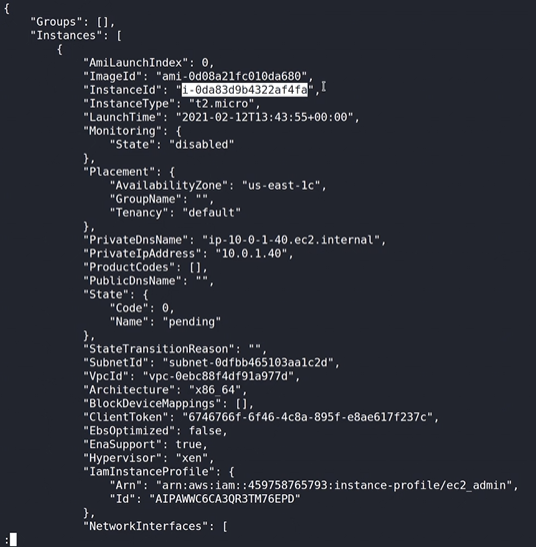 {
    "Groups": [],
    "Instances": [
        {
            "AmiLaunchIndex": 0,
            "ImageId": "ami-0d08a21fc010da680",
            "InstanceId": "i-0da83d9b4322af4fa",
            "InstanceType": "t2.micro",
            "LaunchTime": "2021-02-12T13:43:55+00:00",
            "Monitoring": {
                "State": "disabled"
            },
            "Placement": {
                "AvailabilityZone": "us-east-1c",
                "GroupName": "",
                "Tenancy": "default"
            },
            "PrivateDnsName": "ip-10-0-1-40.ec2.internal",
            "PrivateIpAddress": "10.0.1.40",
            "ProductCodes": [],
            "PublicDnsName": "",
            "State": {
                "Code": 0,
                "Name": "pending"
            },
            "StateTransitionReason": "",
            "SubnetId": "subnet-0dfbb465103aa1c2d",
            "VpcId": "vpc-0ebc88f4df91a977d",
            "Architecture": "x86_64",
            "BlockDeviceMappings": [],
            "ClientToken": "6746766f-6f46-4c8a-895f-e8ae617f237c",
            "EbsOptimized": false,
            "EnaSupport": true,
            "Hypervisor": "xen",
            "IamInstanceProfile": {
                "Arn": "arn:aws:iam::459758765793:instance-profile/ec2_admin",
                "Id": "AIPAWWC6CA3QR3TM76EPD"
            },
            "NetworkInterfaces": [
: